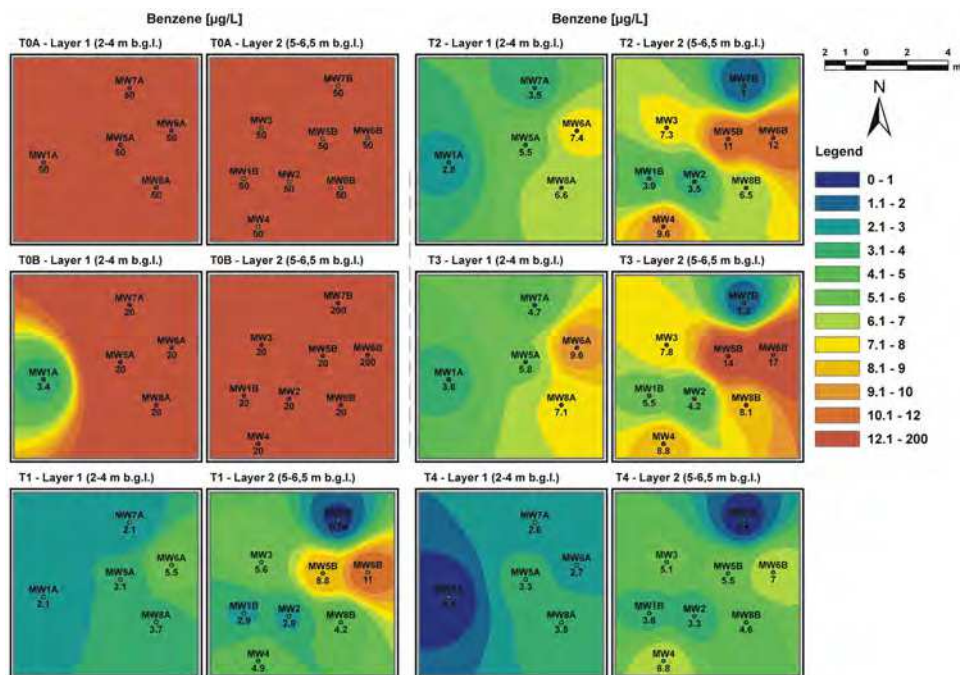 Benzene [µg/L]
Benzene [µg/L]
T0A - Layer 1 (2-4 m b.g.l.)
MW7A
50
MW6A
50
MW5A
50
MW1A
50
MW8A
50
T0A - Layer 2 (5-6,5 m b.g.l.)
MW7B
50
MW3
50
MW5B
50
MW6B
50
MW1B
50
MW2
50
MW8B
50
MW4
50
T2 - Layer 1 (2-4 m b.g.l.)
MW7A
3.5
MW6A
7.4
MW5A
5.5
MW1A
2.8
MW8A
6.6
T2 - Layer 2 (5-6,5 m b.g.l.)
MW7B
1
MW3
7.3
MW5B
11
MW6B
12
MW1B
3.9
MW2
3.5
MW8B
6.5
MW4
9.6
2 1 0 2 4
m
N
Legend
0 - 1
1.1 - 2
2.1 - 3
3.1 - 4
4.1 - 5
5.1 - 6
6.1 - 7
7.1 - 8
8.1 - 9
9.1 - 10
10.1 - 12
12.1 - 200
T0B - Layer 1 (2-4 m b.g.l.)
MW7A
20
MW6A
20
MW5A
20
MW1A
3.4
MW8A
20
T0B - Layer 2 (5-6,5 m b.g.l.)
MW7B
200
MW3
20
MW5B
20
MW6B
200
MW1B
20
MW2
20
MW8B
20
MW4
20
T3 - Layer 1 (2-4 m b.g.l.)
MW7A
4.7
MW6A
9.6
MW5A
5.8
MW1A
3.6
MW8A
7.1
T3 - Layer 2 (5-6,5 m b.g.l.)
MW7B
MW3
7.8
MW5B
14
MW6B
17
MW1B
5.5
MW2
4.2
MW8B
8.1
MW4
8.8
T1 - Layer 1 (2-4 m b.g.l.)
MW7A
2.1
MW6A
5.5
MW5A
3.1
MW1A
2.1
MW8A
3.7
T1 - Layer 2 (5-6,5 m b.g.l.)
MW3
5.6
MW5B
8.8
MW6B
11
MW1B
2.9
MW2
2.9
MW8B
4.2
MW4
4.9
T4 - Layer 1 (2-4 m b.g.l.)
MW7A
2.6
MW6A
2.7
MW5A
3.3
MW8A
T4 - Layer 2 (5-6,5 m b.g.l.)
MW3
5.1
MW5B
5.5
MW6B
7
MW1B
3.6
MW2
3.3
MW8B
4.6
MW4
6.8